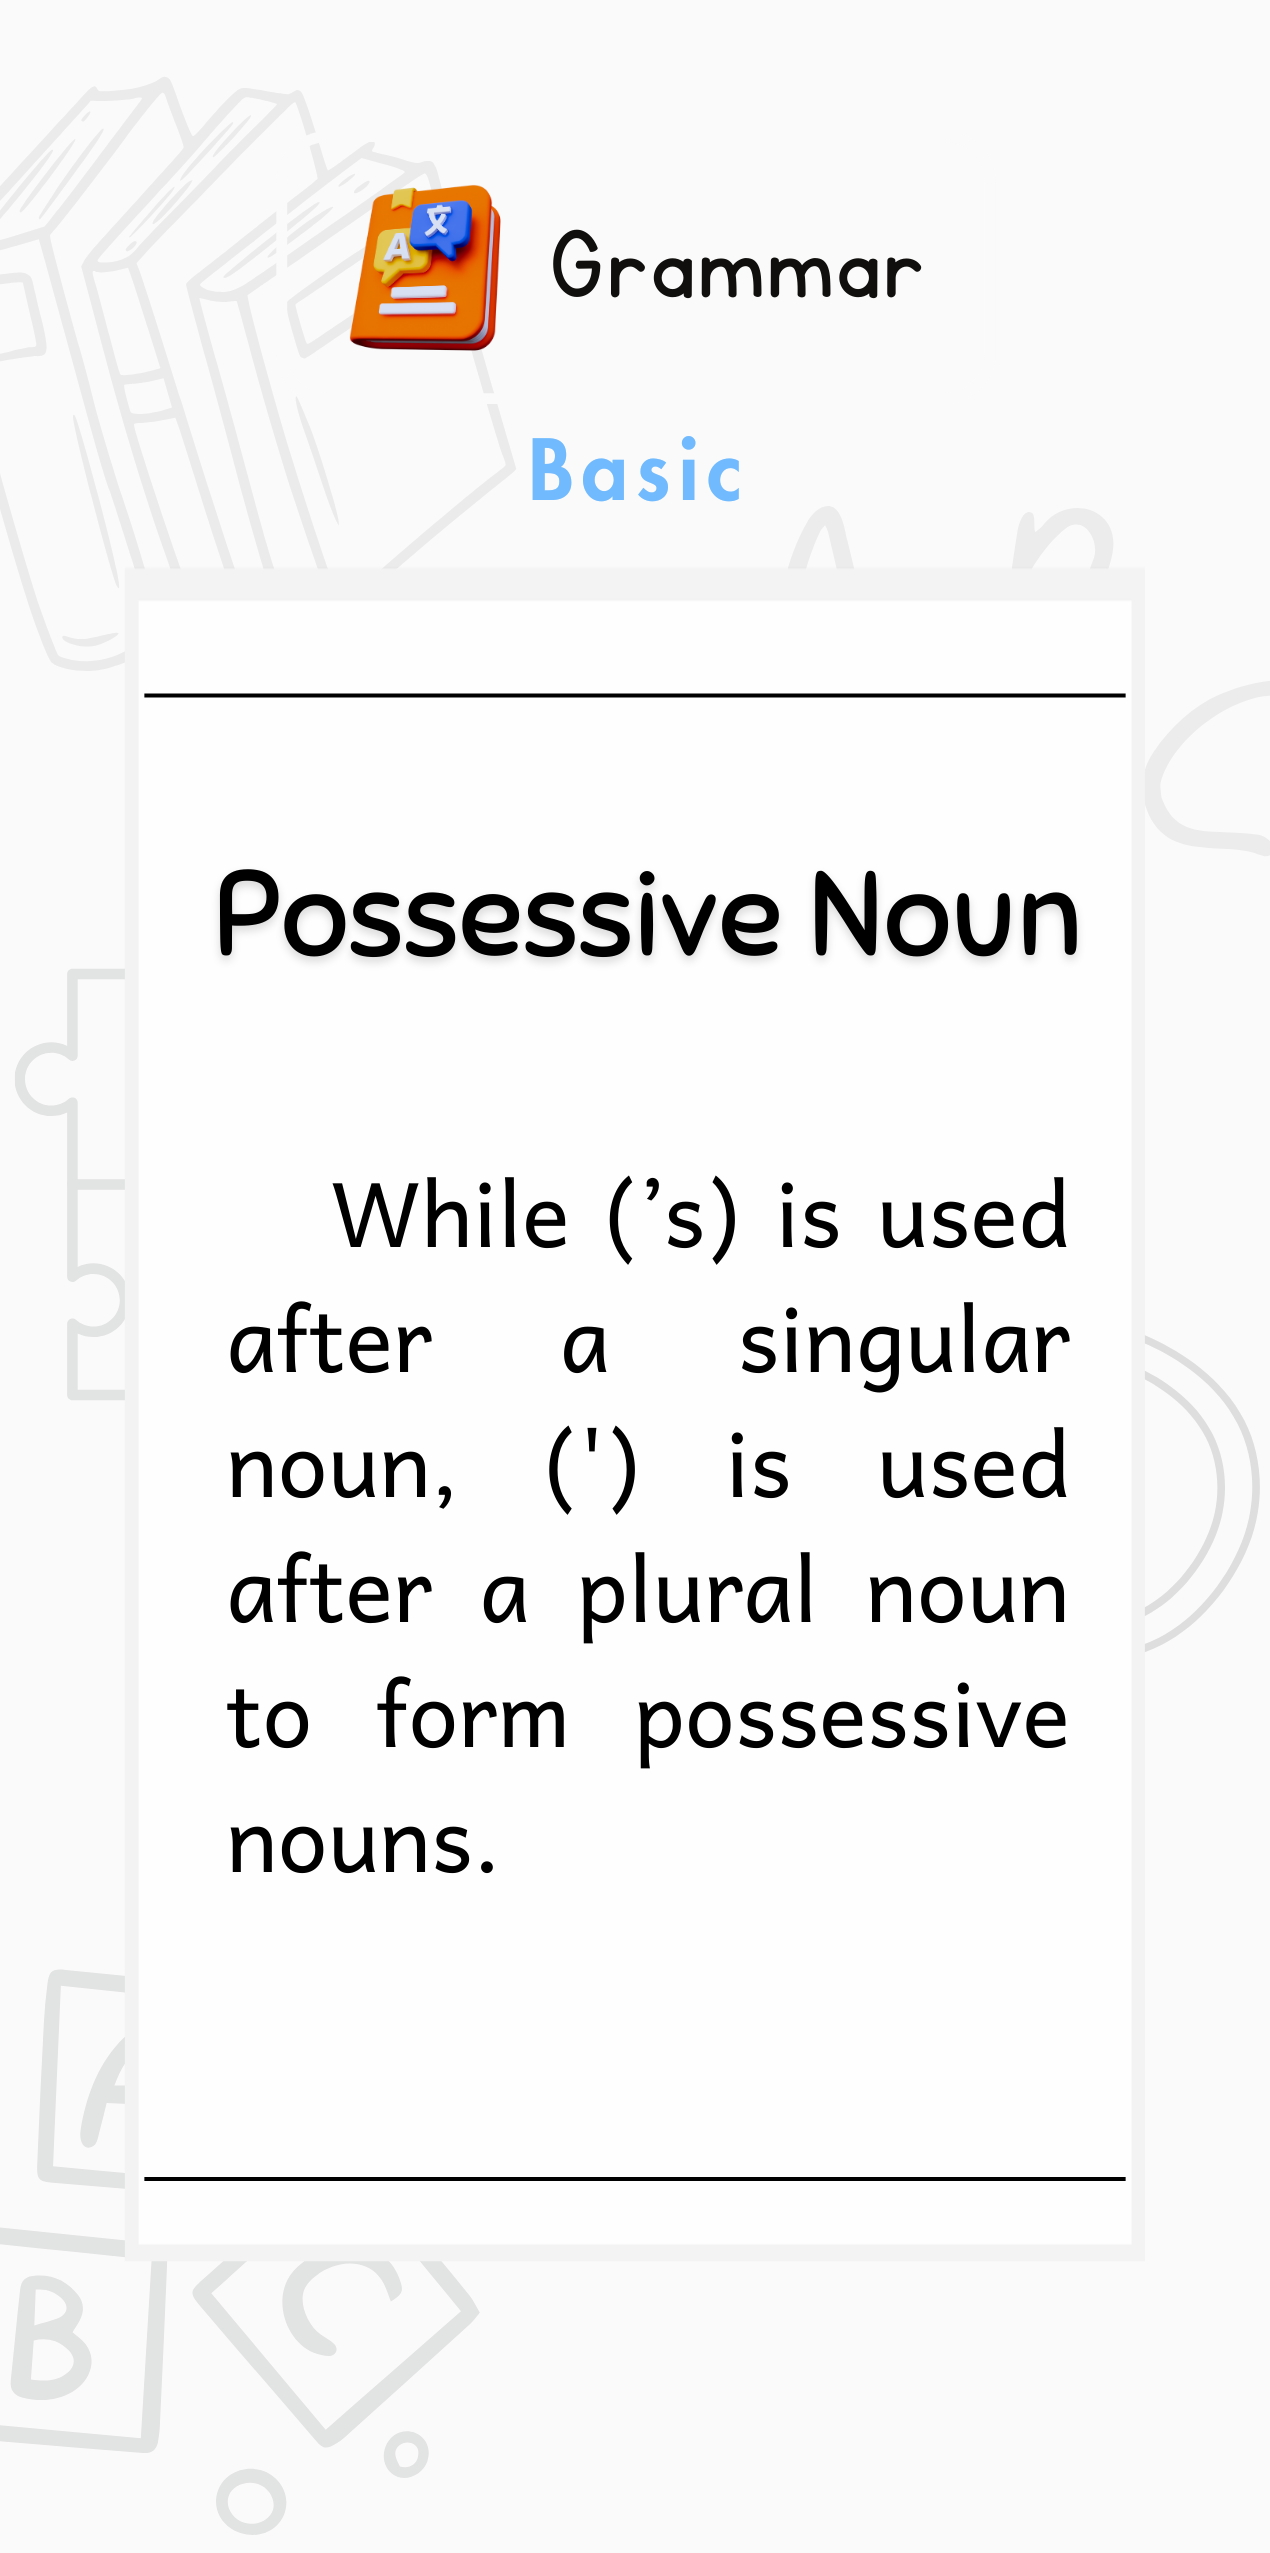 A 文
Grammar
Basic
Possessive Noun
While (’s) is used
after a singular
noun, (') is used
after a plural noun
to form possessive
nouns.
A
B
C